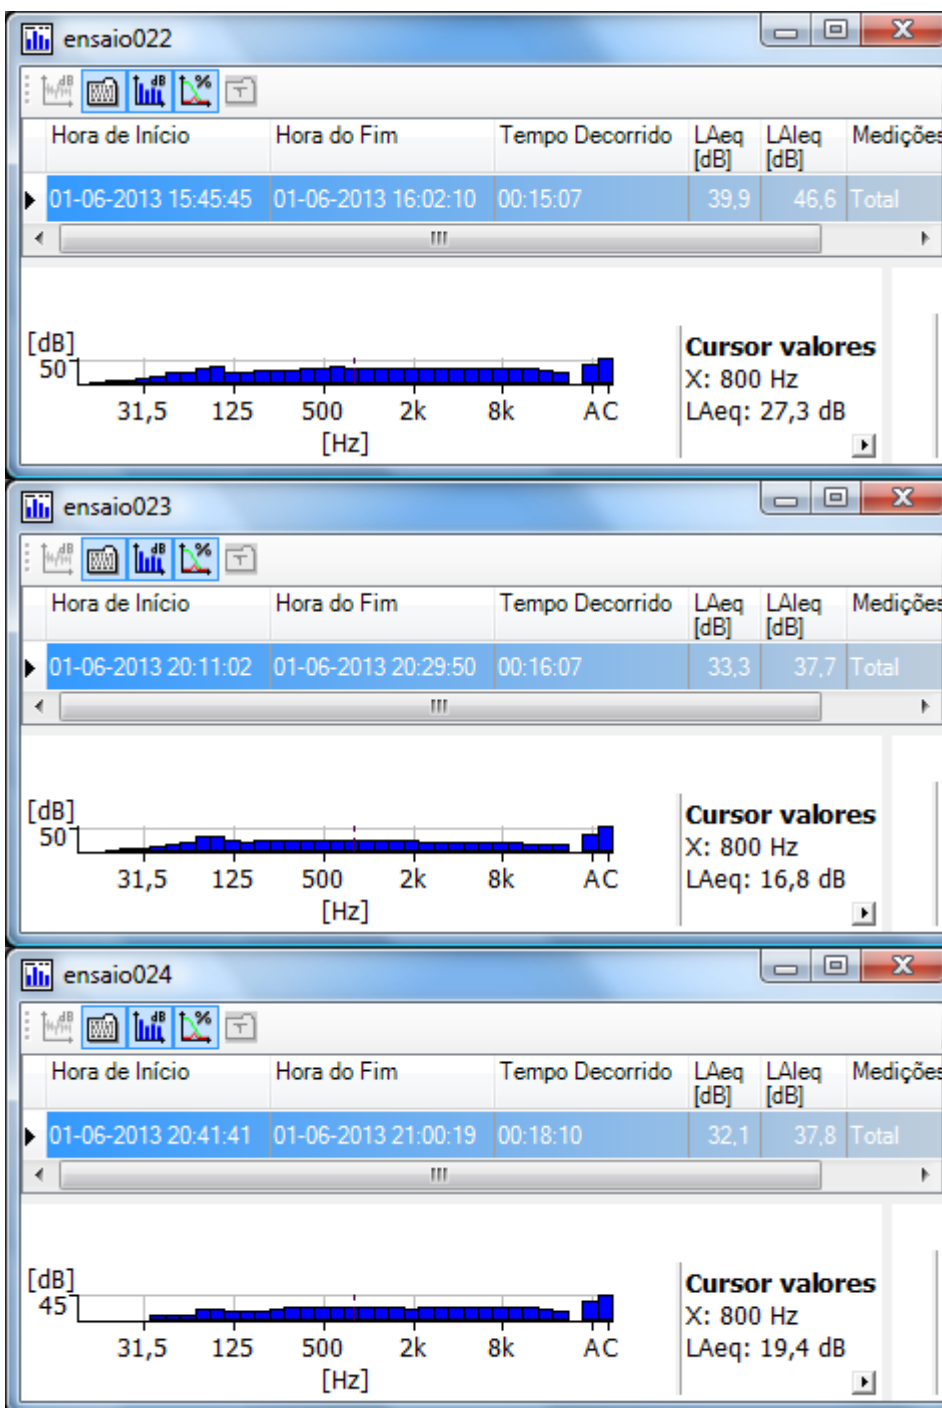 ensaio022
Hora de Início Hora do Fim Tempo Decorrido LAeq [dB] LAIeq [dB] Medições
01-06-2013 15:45:45 01-06-2013 16:02:10 00:15:07 39,9 46,6 Total
[dB]
50
31,5 125 500 2k 8k A C
[Hz]
Cursor valores
X: 800 Hz
LAeq: 27,3 dB
ensaio023
Hora de Início Hora do Fim Tempo Decorrido LAeq [dB] LAIeq [dB] Medições
01-06-2013 20:11:02 01-06-2013 20:29:50 00:16:07 33,3 37,7 Total
[dB]
50
31,5 125 500 2k 8k A C
[Hz]
Cursor valores
X: 800 Hz
LAeq: 16,8 dB
ensaio024
Hora de Início Hora do Fim Tempo Decorrido LAeq [dB] LAIeq [dB] Medições
01-06-2013 20:41:41 01-06-2013 21:00:19 00:18:10 32,1 37,8 Total
[dB]
45
31,5 125 500 2k 8k A C
[Hz]
Cursor valores
X: 800 Hz
LAeq: 19,4 dB